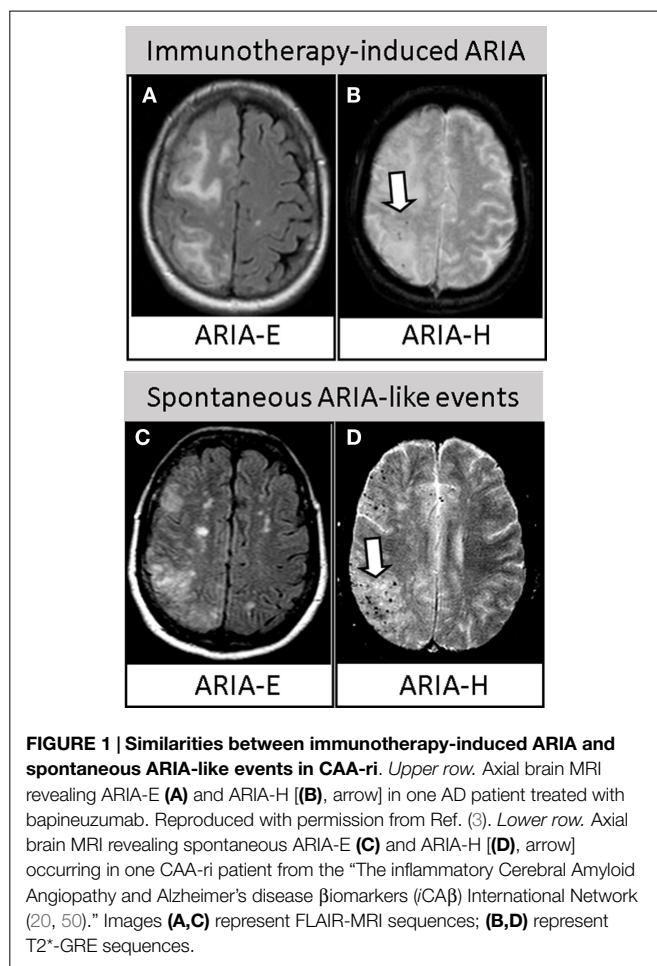 Immunotherapy-induced ARIA
A
B
ARIA-E
ARIA-H
Spontaneous ARIA-like events
C
D
ARIA-E
ARIA-H
FIGURE 1 | Similarities between immunotherapy-induced ARIA and
spontaneous ARIA-like events in CAA-ri. Upper row. Axial brain MRI
revealing ARIA-E (A) and ARIA-H [(B), arrow] in one AD patient treated with
bapineuzumab. Reproduced with permission from Ref. (3). Lower row. Axial
brain MRI revealing spontaneous ARIA-E (C) and ARIA-H [(D), arrow]
occurring in one CAA-ri patient from the “The inflammatory Cerebral Amyloid
Angiopathy and Alzheimer’s disease βiomarkers (iCAβ) International Network
(20, 50).” Images (A,C) represent FLAIR-MRI sequences; (B,D) represent
T2*-GRE sequences.